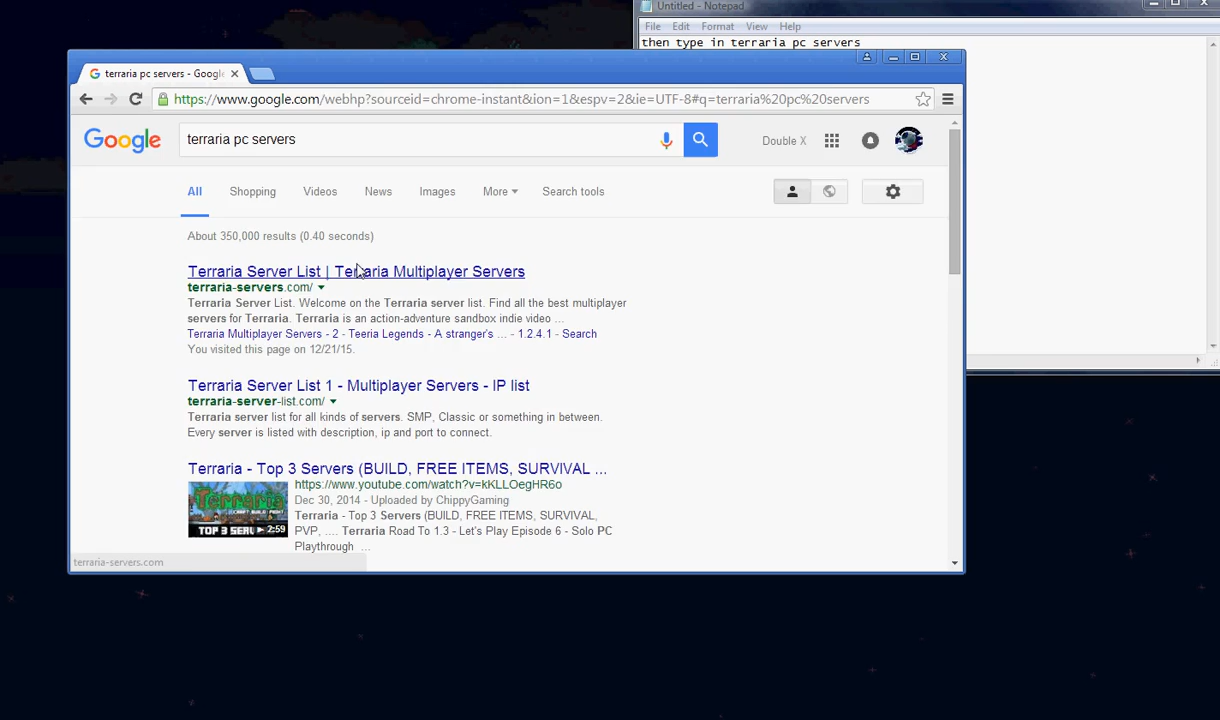 Untitled - Notepad
File Edit Format View Help
then type in terraria pc servers
terraria pc servers - Google
https://www.google.com/webhp?sourceid=chrome-instant&ion=1&espv=2&ie=UTF-8#q=terraria%20pc%20servers
Google terraria pc servers Double X
All Shopping Videos News Images More Search tools
About 350,000 results (0.40 seconds)
Terraria Server List | Terraria Multiplayer Servers
terraria-servers.com/
Terraria Server List. Welcome on the Terraria server list. Find all the best multiplayer
servers for Terraria. Terraria is an action-adventure sandbox indie video ...
Terraria Multiplayer Servers - 2 - Teeria Legends - A stranger's ... - 1.2.4.1 - Search
You visited this page on 12/21/15.
Terraria Server List 1 - Multiplayer Servers - IP list
terraria-server-list.com/
Terraria server list for all kinds of servers. SMP, Classic or something in between.
Every server is listed with description, ip and port to connect.
Terraria - Top 3 Servers (BUILD, FREE ITEMS, SURVIVAL ...
https://www.youtube.com/watch?v=kKLLOegHR6o
Dec 30, 2014 - Uploaded by ChippyGaming
Terraria - Top 3 Servers (BUILD, FREE ITEMS, SURVIVAL,
PVP, .... Terraria Road To 1.3 - Let's Play Episode 6 - Solo PC
Playthrough ...
Terraria
TOP 3 SER
2:59
terraria-servers.com